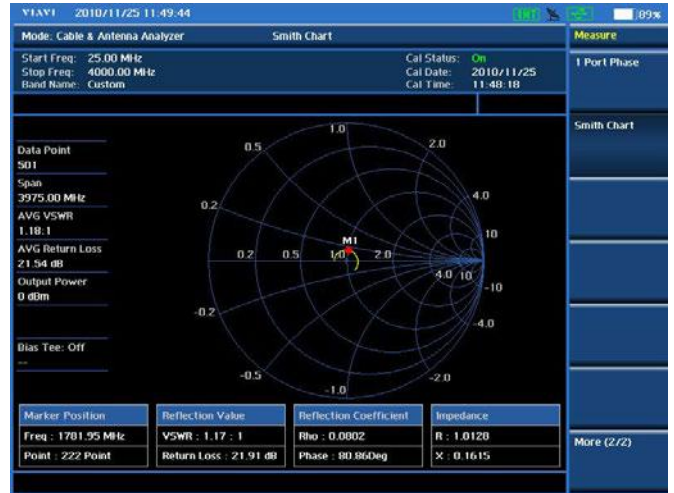 VIAVI 2010/11/25 11:49:44
INT 89%
Mode: Cable & Antenna Analyzer Smith Chart
Measure
Start Freq: 25.00 MHz
Stop Freq: 4000.00 MHz
Band Name: Custom
Cal Status: On
Cal Date: 2010/11/25
Cal Time: 11:48:18
1 Port Phase
Smith Chart
Data Point
501
Span
3975.00 MHz
AVG VSWR
1.18:1
AVG Return Loss
21.54 dB
Output Power
0 dBm
Bias Tee: Off
--
1.0
0.5 2.0
0.2 4.0
10
M1
0.2 0.5 1.0 2.0 4.0 10
-10
-0.2 -4.0
-0.5 -2.0
-1.0
Marker Position Reflection Value Reflection Coefficient Impedance
Freq : 1781.95 MHz VSWR : 1.17 : 1 Rho : 0.0802 R : 1.0128
Point : 222 Point Return Loss : 21.91 dB Phase : 80.86Deg X : 0.1615
More (2/2)